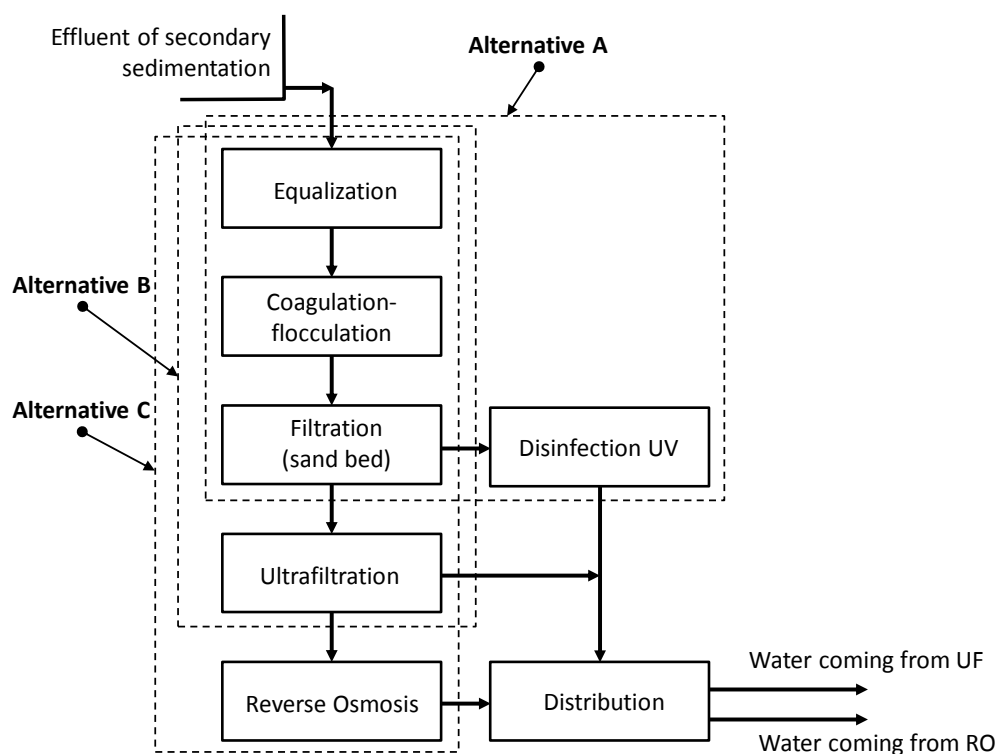 Effluent of secondary
sedimentation
Alternative A
Equalization
Alternative B
Coagulation-
flocculation
Alternative C
Filtration
(sand bed)
Disinfection UV
Ultrafiltration
Water coming from UF
Reverse Osmosis
Distribution
Water coming from RO